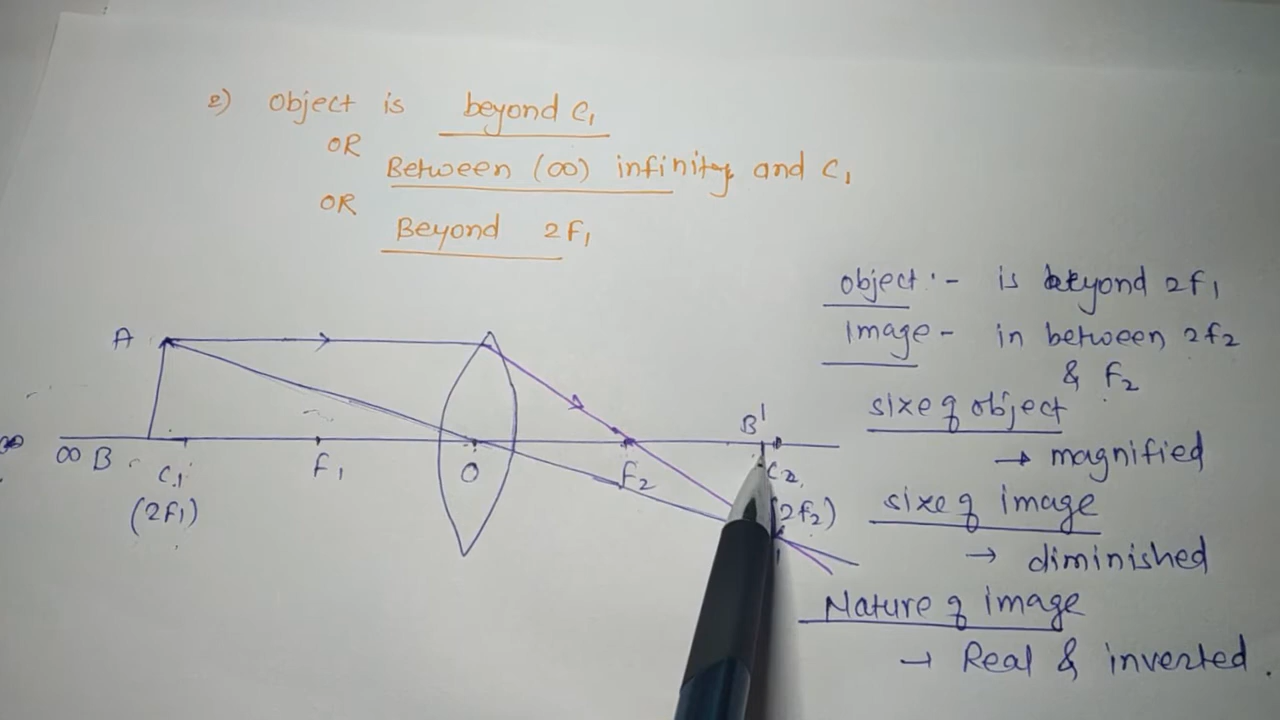 2) Object is beyond C₁
OR
Between (∞) infinity and C₁
OR
Beyond 2F₁
object :- is beyond 2F₁
Image - in between 2F₂
& F₂
size of object
→ magnified
size of image
→ diminished
Nature of image
→ Real & inverted.
A
B'
∞ ∞ B C₁ F₁ O F₂ C₂
(2F₁) (2F₂)